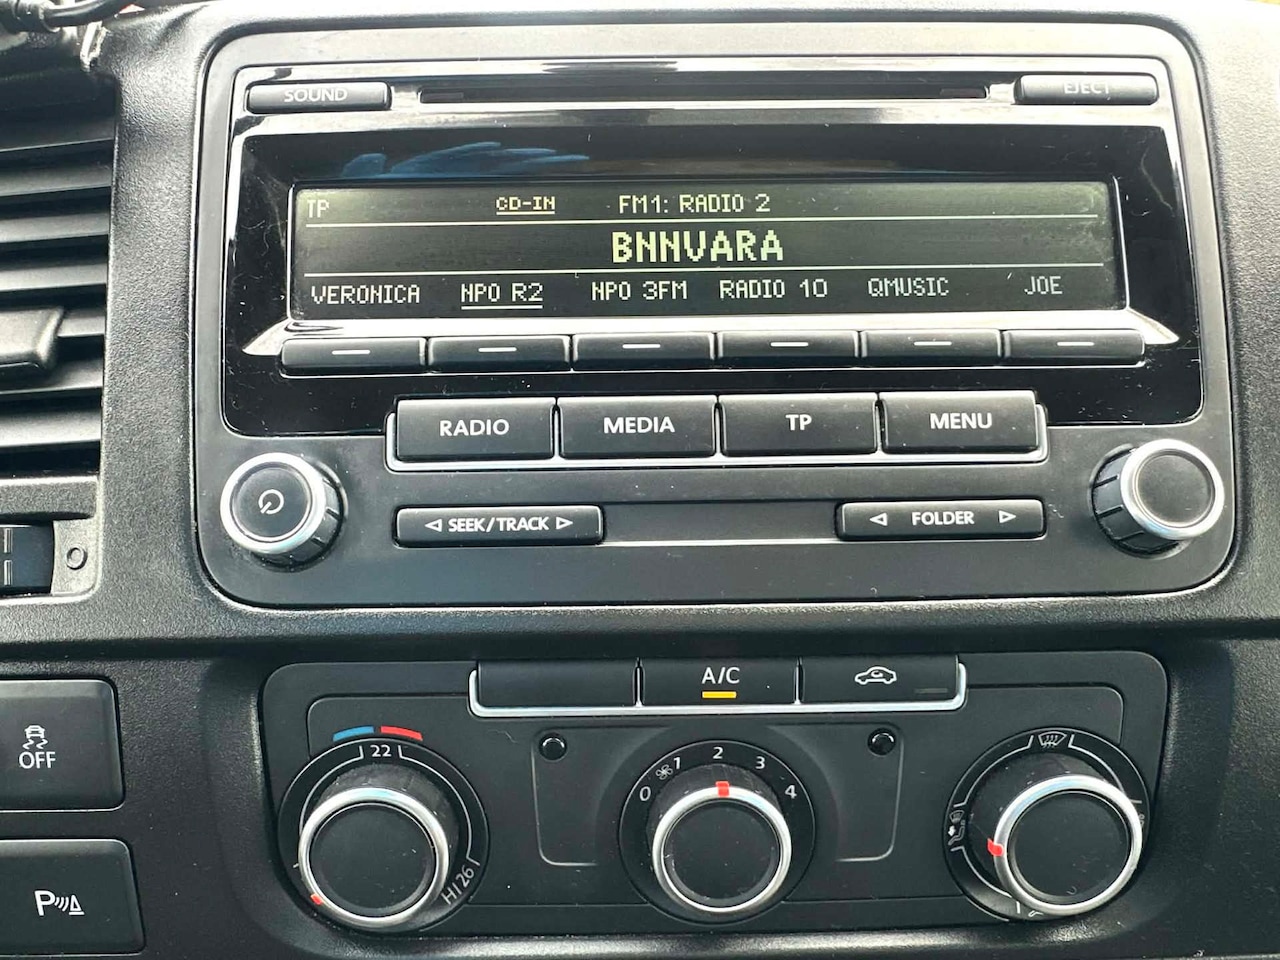 SOUND EJECT
TP CD-IN FM1: RADIO 2
BNNVARA
VERONICA NPO R2 NPO 3FM RADIO 10 QMUSIC JOE
RADIO MEDIA TP MENU
SEEK/TRACK FOLDER
A/C
OFF
22
HI 26
0 1 2 3 4
P